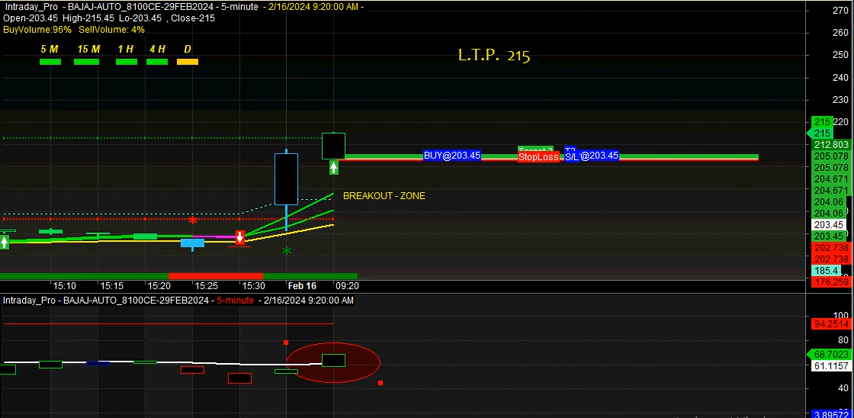 Intraday_Pro - BAJAJ-AUTO_8100CE-29FEB2024 - 5-minute - 2/16/2024 9:20:00 AM -
Open-203.45 High-215.45 Lo-203.45 , Close-215
BuyVolume:96% SellVolume: 4%
5 M 15 M 1 H 4 H D
L.T.P. 215
270
260
250
240
230
220
215
215
212.803
205.078
205.078
204.671
204.671
204.06
204.06
203.45
203.45
202.738
202.738
185.4
176.259
BUY@203.45
StopLoss
S/L@203.45
BREAKOUT - ZONE
15:10 15:15 15:20 15:25 15:30 Feb 16 09:20
Intraday_Pro - BAJAJ-AUTO_8100CE-29FEB2024 - 5-minute - 2/16/2024 9:20:00 AM
100
94.2514
80
68.7023
61.1157
40
3.89572